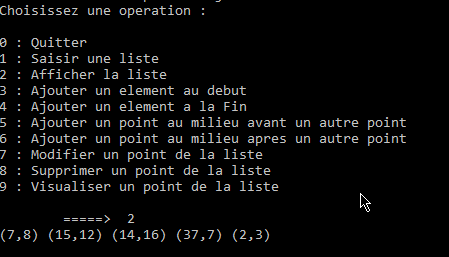 Choisissez une operation :
0 : Quitter
1 : Saisir une liste
2 : Afficher la liste
3 : Ajouter un element au debut
4 : Ajouter un element a la Fin
5 : Ajouter un point au milieu avant un autre point
6 : Ajouter un point au milieu apres un autre point
7 : Modifier un point de la liste
8 : Supprimer un point de la liste
9 : Visualiser un point de la liste
=====> 2
(7,8) (15,12) (14,16) (37,7) (2,3)